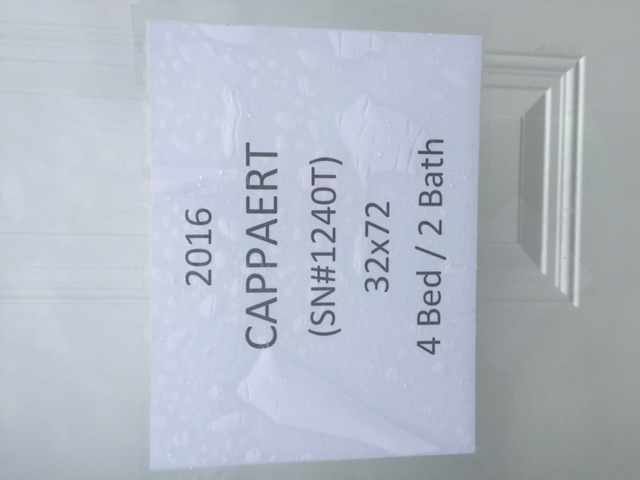 2016
CAPPAERT
(SN#1240T)
32x72
4 Bed / 2 Bath